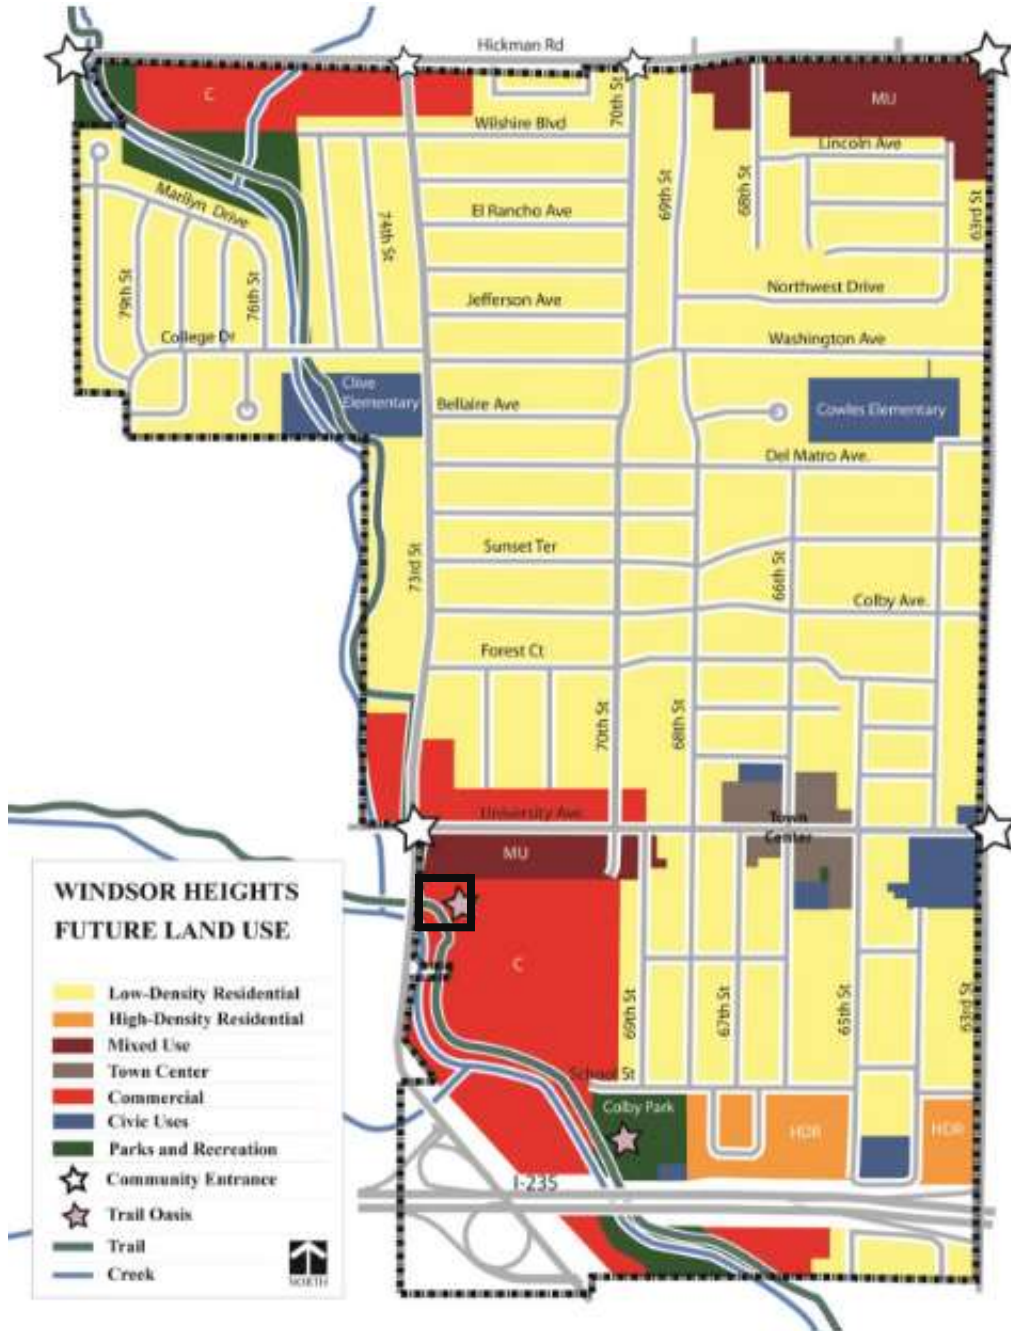 Hickman Rd
C
MU
70th St
Wilshire Blvd
Lincoln Ave
69th St
68th St
63rd St
Marilyn Drive
74th St
El Rancho Ave
79th St
76th St
Northwest Drive
Jefferson Ave
College Dr
Washington Ave
Clive
Elementary
Bellaire Ave
Cowles Elementary
Del Matro Ave.
73rd St
Sunset Ter
66th St
Colby Ave.
Forest Ct
70th St
68th St
University Ave
Town
Center
MU
C
69th St
67th St
65th St
63rd St
School St
Colby Park
HDR
HDR
I-235
WINDSOR HEIGHTS
FUTURE LAND USE
Low-Density Residential
High-Density Residential
Mixed Use
Town Center
Commercial
Civic Uses
Parks and Recreation
Community Entrance
Trail Oasis
Trail
Creek
NORTH